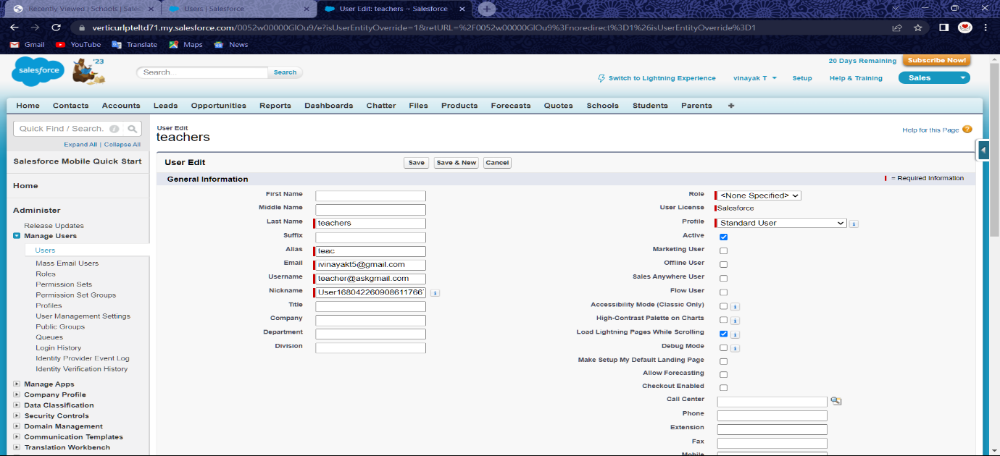 Recently Viewed | Schools | Sales
Users | Salesforce
User Edit: teachers ~ Salesforce
verticurlpteltd71.my.salesforce.com/0052w00000GlOu9/e?isUserEntityOverride=1&retURL=%2F0052w00000GlOu9%3Fnoredirect%3D1%26isUserEntityOverride%3D1
Gmail YouTube Translate Maps News
salesforce
'23
Search... Search
20 Days Remaining Subscribe Now!
Switch to Lightning Experience vinayak T Setup Help & Training Sales
Home Contacts Accounts Leads Opportunities Reports Dashboards Chatter Files Products Forecasts Quotes Schools Students Parents +
Quick Find / Search.
Expand All | Collapse All
Salesforce Mobile Quick Start
Home
Administer
Release Updates
Manage Users
Users
Mass Email Users
Roles
Permission Sets
Permission Set Groups
Profiles
User Management Settings
Public Groups
Queues
Login History
Identity Provider Event Log
Identity Verification History
Manage Apps
Company Profile
Data Classification
Security Controls
Domain Management
Communication Templates
Translation Workbench
User Edit
teachers
Help for this Page ?
User Edit Save Save & New Cancel
General Information = Required Information
First Name
Middle Name
Last Name teachers
Suffix
Alias teac
Email ivinayakt5@gmail.com
Username teacher@askgmail.com
Nickname User168042260908611766
Title
Company
Department
Division
Role <None Specified>
User License Salesforce
Profile Standard User
Active
Marketing User
Offline User
Sales Anywhere User
Flow User
Accessibility Mode (Classic Only)
High-Contrast Palette on Charts
Load Lightning Pages While Scrolling
Debug Mode
Make Setup My Default Landing Page
Allow Forecasting
Checkout Enabled
Call Center
Phone
Extension
Fax
Mobile